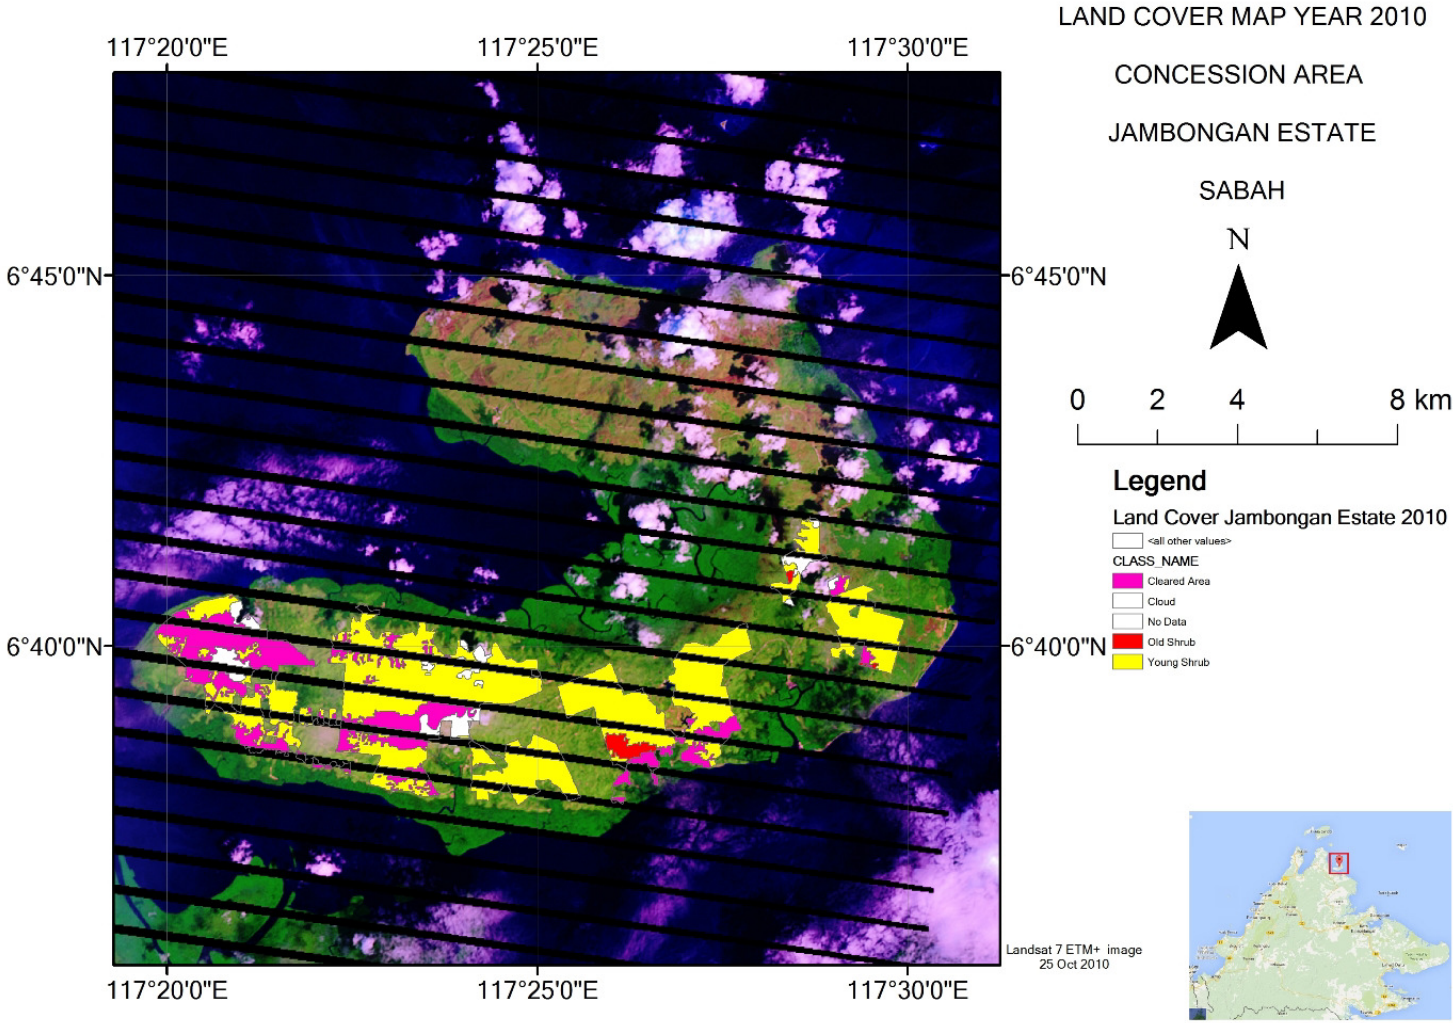 LAND COVER MAP YEAR 2010
CONCESSION AREA
JAMBONGAN ESTATE
SABAH
N
117°20'0"E 117°25'0"E 117°30'0"E
6°45'0"N 6°45'0"N
0 2 4 8 km
Legend
Land Cover Jambongan Estate 2010
<all other values>
CLASS_NAME
Cleared Area
Cloud
No Data
Old Shrub
Young Shrub
6°40'0"N 6°40'0"N
Landsat 7 ETM+ image
25 Oct 2010
117°20'0"E 117°25'0"E 117°30'0"E